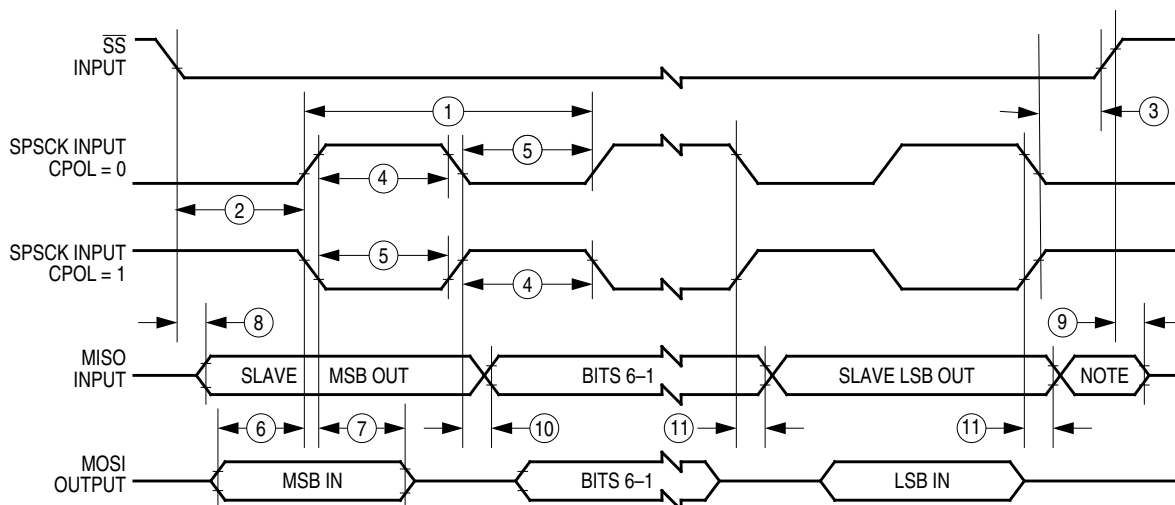 SS
INPUT
1
3
SPSCK INPUT
CPOL = 0
5
4
2
SPSCK INPUT
CPOL = 1
5
4
8
9
MISO
INPUT
SLAVE MSB OUT
BITS 6–1
SLAVE LSB OUT
NOTE
6
7
10
11
11
MOSI
OUTPUT
MSB IN
BITS 6–1
LSB IN